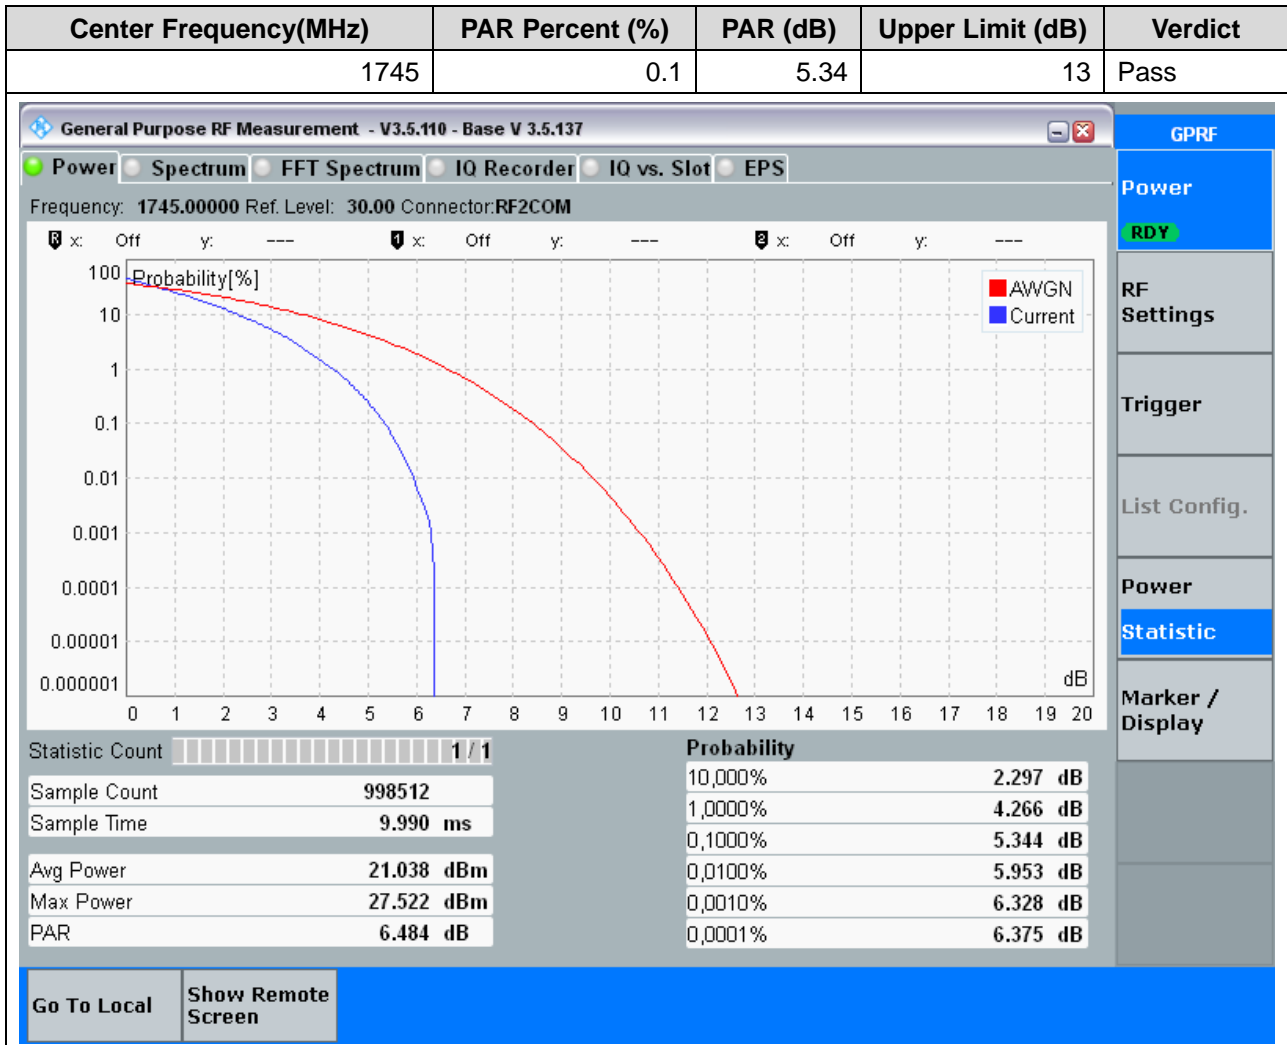 Center Frequency(MHz) PAR Percent (%) PAR (dB) Upper Limit (dB) Verdict
1745 0.1 5.34 13 Pass
General Purpose RF Measurement - V3.5.110 - Base V 3.5.137
GPRF
Power Spectrum FFT Spectrum IQ Recorder IQ vs. Slot EPS
Power
RDY
Frequency: 1745.00000 Ref. Level: 30.00 Connector:RF2COM
R x: Off y: --- 1 x: Off y: --- 2 x: Off y: ---
Probability[%]
AWGN
Current
100
10
1
0.1
0.01
0.001
0.0001
0.00001
0.000001
dB
0 1 2 3 4 5 6 7 8 9 10 11 12 13 14 15 16 17 18 19 20
RF
Settings
Trigger
List Config.
Power
Statistic
Marker /
Display
Statistic Count 1 / 1
Sample Count 998512
Sample Time 9.990 ms
Avg Power 21.038 dBm
Max Power 27.522 dBm
PAR 6.484 dB
Probability
10,000% 2.297 dB
1,0000% 4.266 dB
0,1000% 5.344 dB
0,0100% 5.953 dB
0,0010% 6.328 dB
0,0001% 6.375 dB
Go To Local
Show Remote
Screen